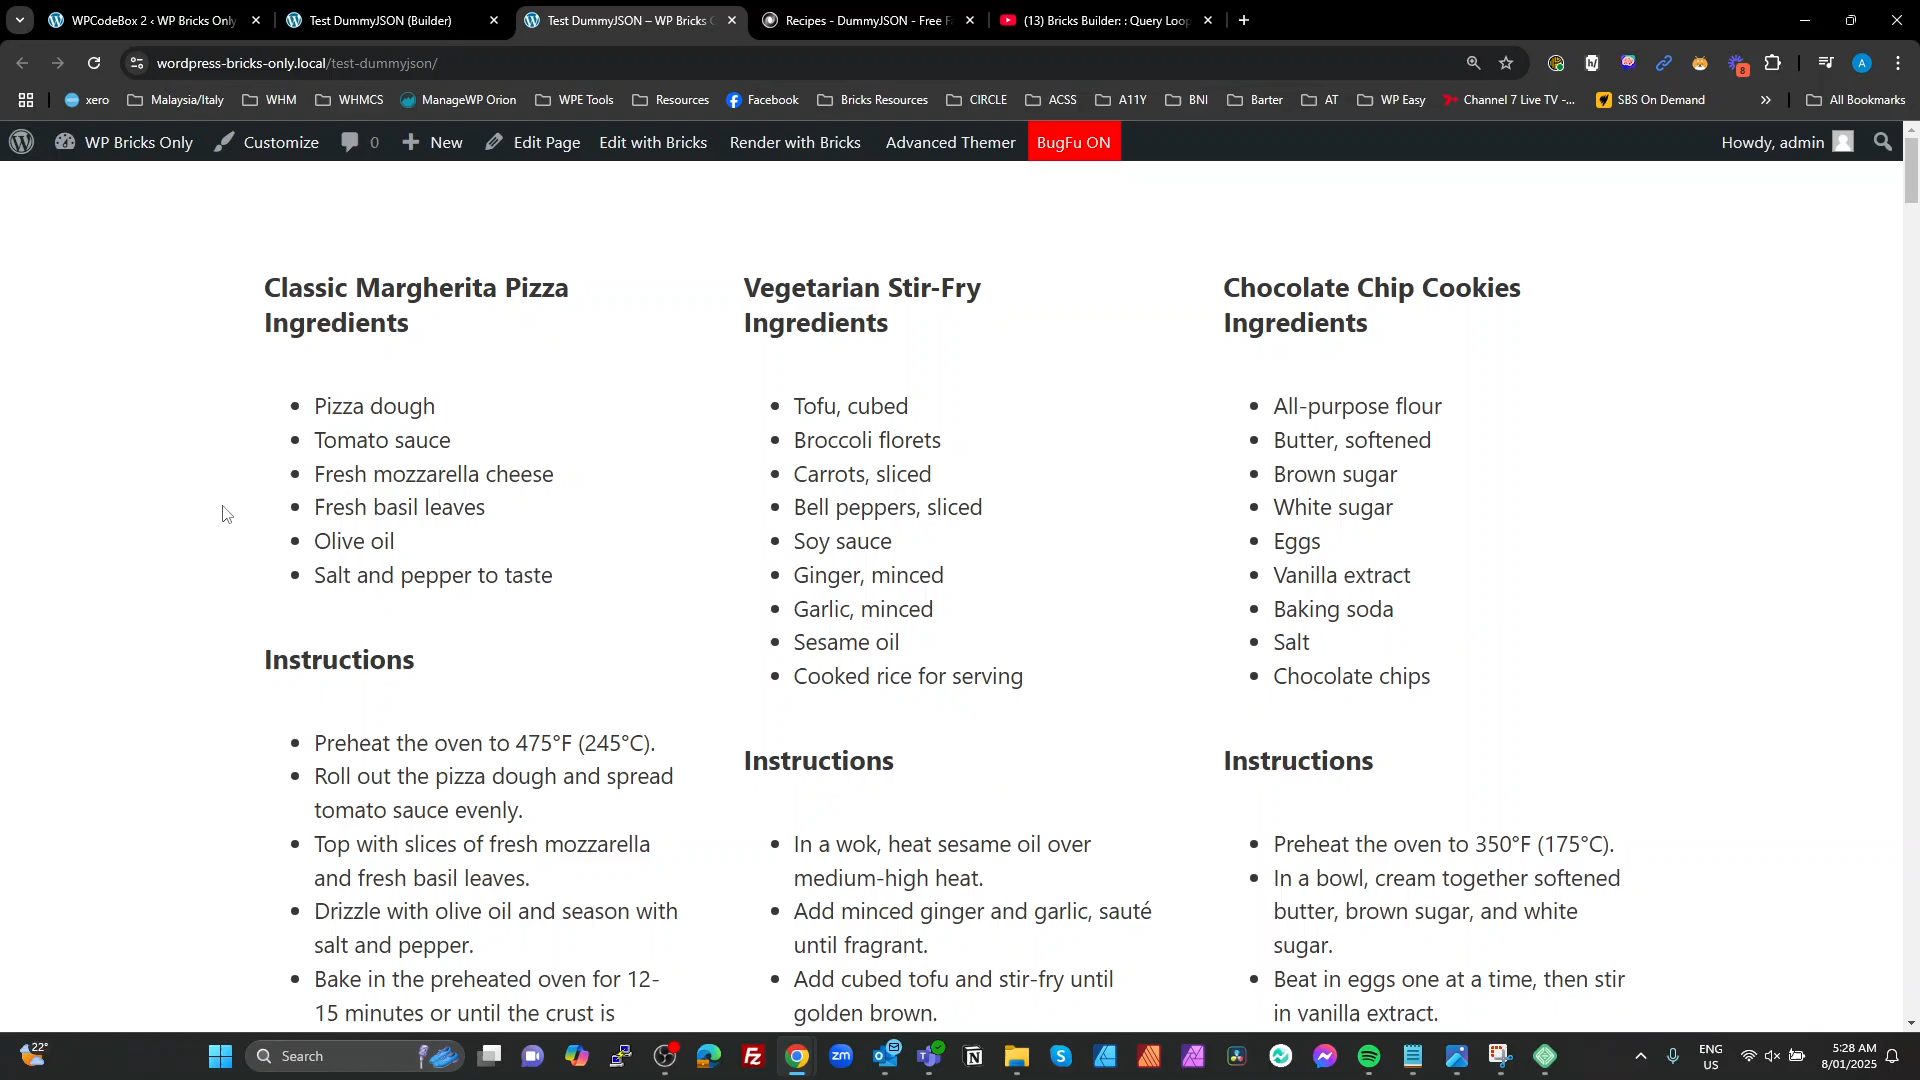 WPCodeBox 2 ‹ WP Bricks Only
Test DummyJSON (Builder)
Test DummyJSON – WP Bricks
Recipes - DummyJSON - Free F
(13) Bricks Builder: : Query Loop
wordpress-bricks-only.local/test-dummyjson/
8
A
xero
Malaysia/Italy
WHM
WHMCS
ManageWP Orion
WPE Tools
Resources
Facebook
Bricks Resources
CIRCLE
ACSS
A11Y
BNI
Barter
AT
WP Easy
Channel 7 Live TV -...
SBS On Demand
All Bookmarks
WP Bricks Only
Customize
0
New
Edit Page
Edit with Bricks
Render with Bricks
Advanced Themer
BugFu ON
Howdy, admin
Classic Margherita Pizza
Ingredients
Pizza dough
Tomato sauce
Fresh mozzarella cheese
Fresh basil leaves
Olive oil
Salt and pepper to taste
Instructions
Preheat the oven to 475°F (245°C).
Roll out the pizza dough and spread
tomato sauce evenly.
Top with slices of fresh mozzarella
and fresh basil leaves.
Drizzle with olive oil and season with
salt and pepper.
Bake in the preheated oven for 12-
15 minutes or until the crust is
Vegetarian Stir-Fry
Ingredients
Tofu, cubed
Broccoli florets
Carrots, sliced
Bell peppers, sliced
Soy sauce
Ginger, minced
Garlic, minced
Sesame oil
Cooked rice for serving
Instructions
In a wok, heat sesame oil over
medium-high heat.
Add minced ginger and garlic, sauté
until fragrant.
Add cubed tofu and stir-fry until
golden brown.
Chocolate Chip Cookies
Ingredients
All-purpose flour
Butter, softened
Brown sugar
White sugar
Eggs
Vanilla extract
Baking soda
Salt
Chocolate chips
Instructions
Preheat the oven to 350°F (175°C).
In a bowl, cream together softened
butter, brown sugar, and white
sugar.
Beat in eggs one at a time, then stir
in vanilla extract.
22°
Search
zm
ENG
US
5:28 AM
8/01/2025